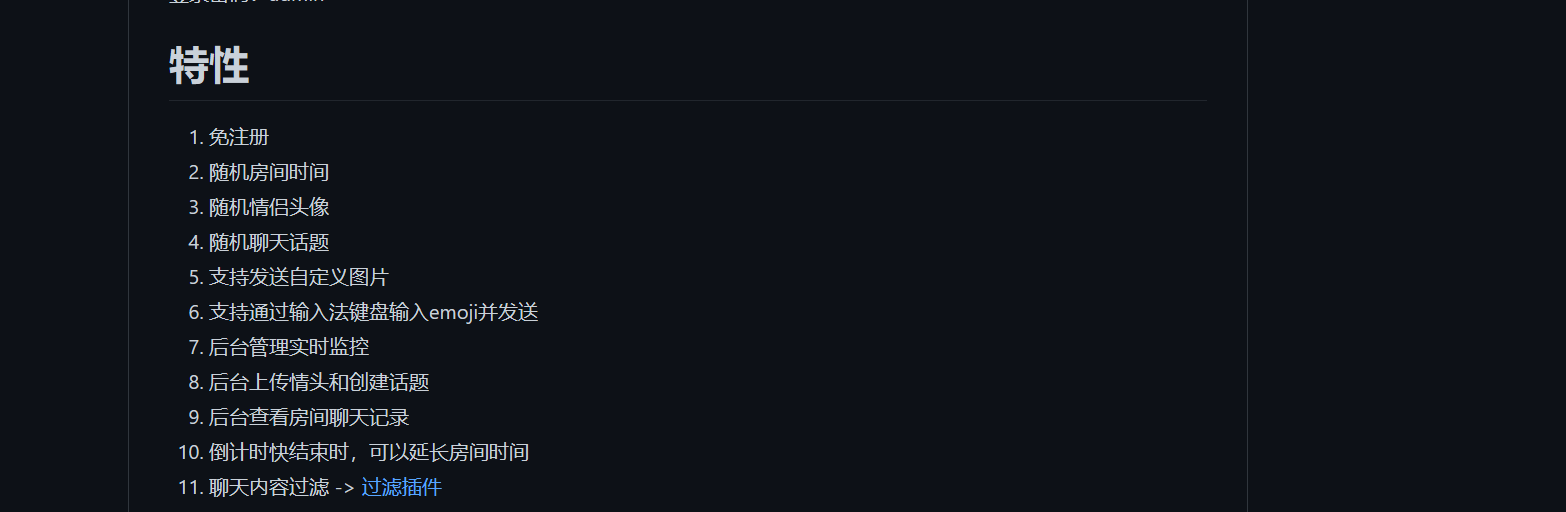 特性
1. 免注册
2. 随机房间时间
3. 随机情侣头像
4. 随机聊天话题
5. 支持发送自定义图片
6. 支持通过输入法键盘输入emoji并发送
7. 后台管理实时监控
8. 后台上传情头和创建话题
9. 后台查看房间聊天记录
10. 倒计时快结束时，可以延长房间时间
11. 聊天内容过滤 -> 过滤插件